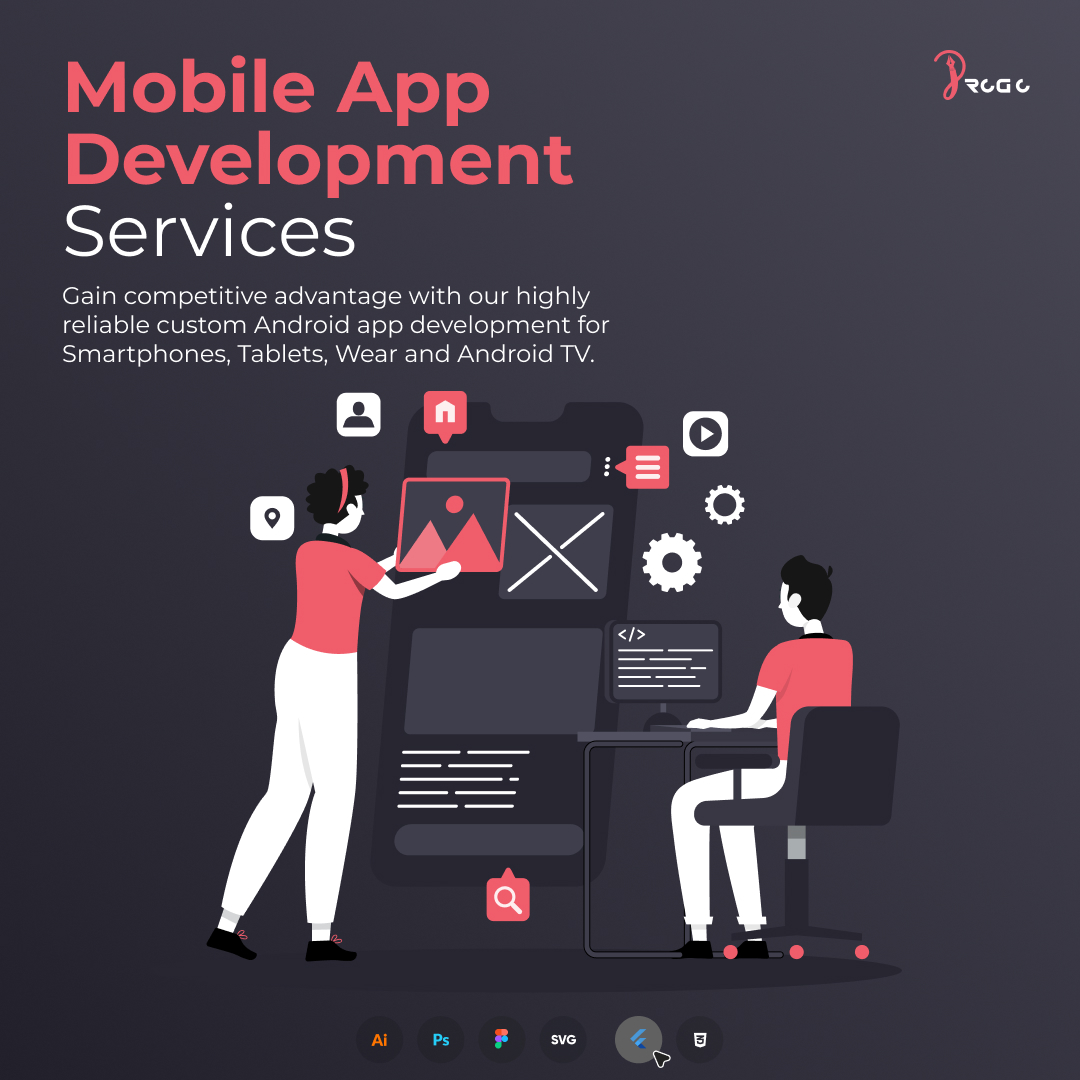 Mobile App
Development
Services
Gain competitive advantage with our highly
reliable custom Android app development for
Smartphones, Tablets, Wear and Android TV.
</>
Ai
Ps
SVG
3